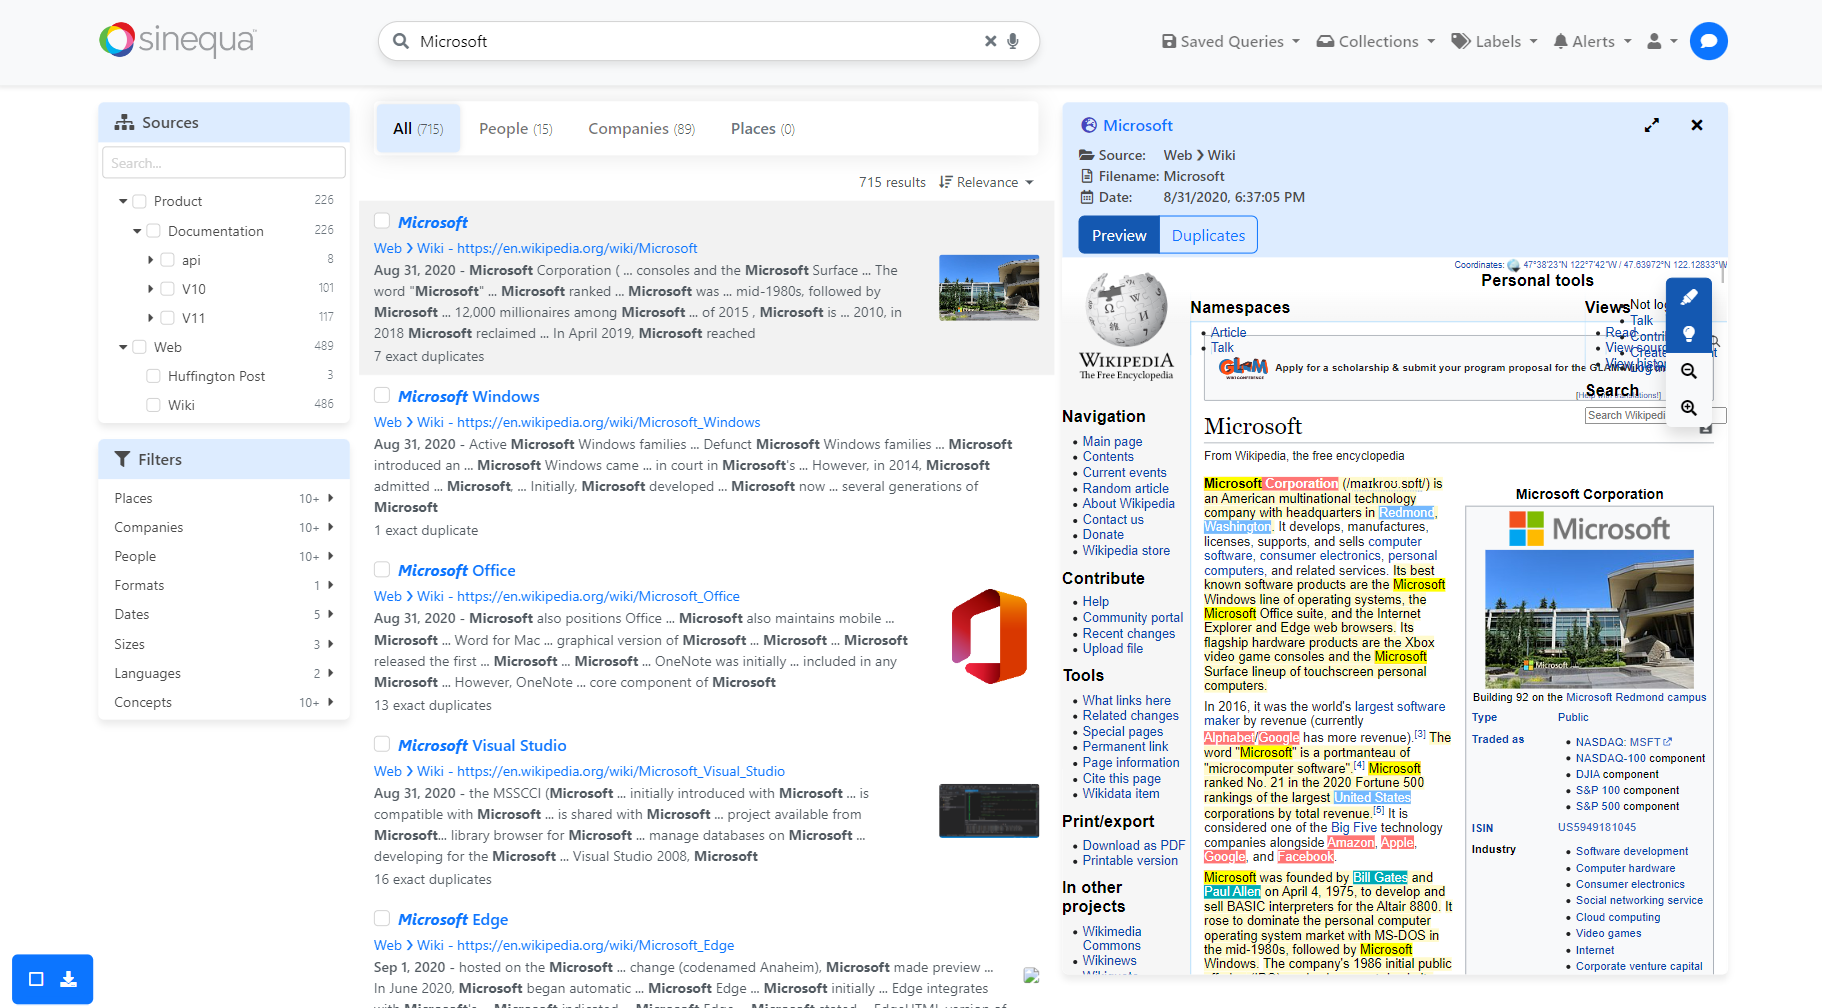 sinequa
Microsoft
Saved Queries
Collections
Labels
Alerts
Sources
Search...
Product 226
Documentation 226
api 8
V10 101
V11 117
Web 489
Huffington Post 3
Wiki 486
Filters
Places 10+
Companies 10+
People 10+
Formats 1
Dates 5
Sizes 3
Languages 2
Concepts 10+
All (715)
People (15)
Companies (89)
Places (0)
715 results
Relevance
Microsoft
Web > Wiki - https://en.wikipedia.org/wiki/Microsoft
Aug 31, 2020 - Microsoft Corporation ( ... consoles and the Microsoft Surface ... The
word "Microsoft" ... Microsoft ranked ... Microsoft was ... mid-1980s, followed by
Microsoft ... 12,000 millionaires among Microsoft ... of 2015 , Microsoft is ... 2010, in
2018 Microsoft reclaimed ... In April 2019, Microsoft reached
7 exact duplicates
Microsoft Windows
Web > Wiki - https://en.wikipedia.org/wiki/Microsoft_Windows
Aug 31, 2020 - Active Microsoft Windows families ... Defunct Microsoft Windows families ... Microsoft
introduced an ... Microsoft Windows came ... in court in Microsoft's ... However, in 2014, Microsoft
admitted ... Microsoft, ... Initially, Microsoft developed ... Microsoft now ... several generations of
Microsoft
1 exact duplicate
Microsoft Office
Web > Wiki - https://en.wikipedia.org/wiki/Microsoft_Office
Aug 31, 2020 - Microsoft also positions Office ... Microsoft also maintains mobile ...
Microsoft ... Word for Mac ... graphical version of Microsoft ... Microsoft ... Microsoft
released the first ... Microsoft ... Microsoft ... OneNote was initially ... included in any
Microsoft ... However, OneNote ... core component of Microsoft
13 exact duplicates
Microsoft Visual Studio
Web > Wiki - https://en.wikipedia.org/wiki/Microsoft_Visual_Studio
Aug 31, 2020 - the MSSCCI (Microsoft ... initially introduced with Microsoft ... is
compatible with Microsoft ... is shared with Microsoft ... project available from
Microsoft... library browser for Microsoft ... manage databases on Microsoft ...
developing for the Microsoft ... Visual Studio 2008, Microsoft
16 exact duplicates
Microsoft Edge
Web > Wiki - https://en.wikipedia.org/wiki/Microsoft_Edge
Sep 1, 2020 - hosted on the Microsoft ... change (codenamed Anaheim), Microsoft made preview ...
In June 2020, Microsoft began automatic ... Microsoft Edge ... Microsoft initially ... Edge integrates
Microsoft
Source: Web > Wiki
Filename: Microsoft
Date: 8/31/2020, 6:37:05 PM
Preview
Duplicates
Coordinates: 47°38'23"N 122°7'42"W / 47.63972°N 122.12833°W
Personal tools
Talk
WIKIPEDIA
The Free Encyclopedia
Namespaces
Article
Talk
Views
Read
Search
Search Wikipedi
GLAM
Apply for a scholarship & submit your program proposal for the
Navigation
Main page
Contents
Current events
Random article
About Wikipedia
Contact us
Donate
Wikipedia store
Contribute
Help
Community portal
Recent changes
Upload file
Tools
What links here
Related changes
Special pages
Permanent link
Page information
Cite this page
Wikidata item
Print/export
Download as PDF
Printable version
In other
projects
Wikimedia
Commons
Wikinews
Microsoft
From Wikipedia, the free encyclopedia
Microsoft Corporation (/maɪkroʊ.sɒft/) is
an American multinational technology
company with headquarters in Redmond,
Washington. It develops, manufactures,
licenses, supports, and sells computer
software, consumer electronics, personal
computers, and related services. Its best
known software products are the Microsoft
Windows line of operating systems, the
Microsoft Office suite, and the Internet
Explorer and Edge web browsers. Its
flagship hardware products are the Xbox
video game consoles and the Microsoft
Surface lineup of touchscreen personal
computers.
In 2016, it was the world's largest software
maker by revenue (currently
Alphabet/Google has more revenue).[3] The
word "Microsoft" is a portmanteau of
"microcomputer software".[4] Microsoft
ranked No. 21 in the 2020 Fortune 500
rankings of the largest United States
corporations by total revenue.[5] It is
considered one of the Big Five technology
companies alongside Amazon, Apple,
Google, and Facebook.
Microsoft was founded by Bill Gates and
Paul Allen on April 4, 1975, to develop and
sell BASIC interpreters for the Altair 8800. It
rose to dominate the personal computer
operating system market with MS-DOS in
the mid-1980s, followed by Microsoft
Windows. The company's 1986 initial public
Microsoft Corporation
Microsoft
Microsoft
Building 92 on the Microsoft Redmond campus
Type Public
Traded as
NASDAQ: MSFT
NASDAQ-100 component
DJIA component
S&P 100 component
S&P 500 component
ISIN US5949181045
Industry
Software development
Computer hardware
Consumer electronics
Social networking service
Cloud computing
Video games
Internet
Corporate venture capital